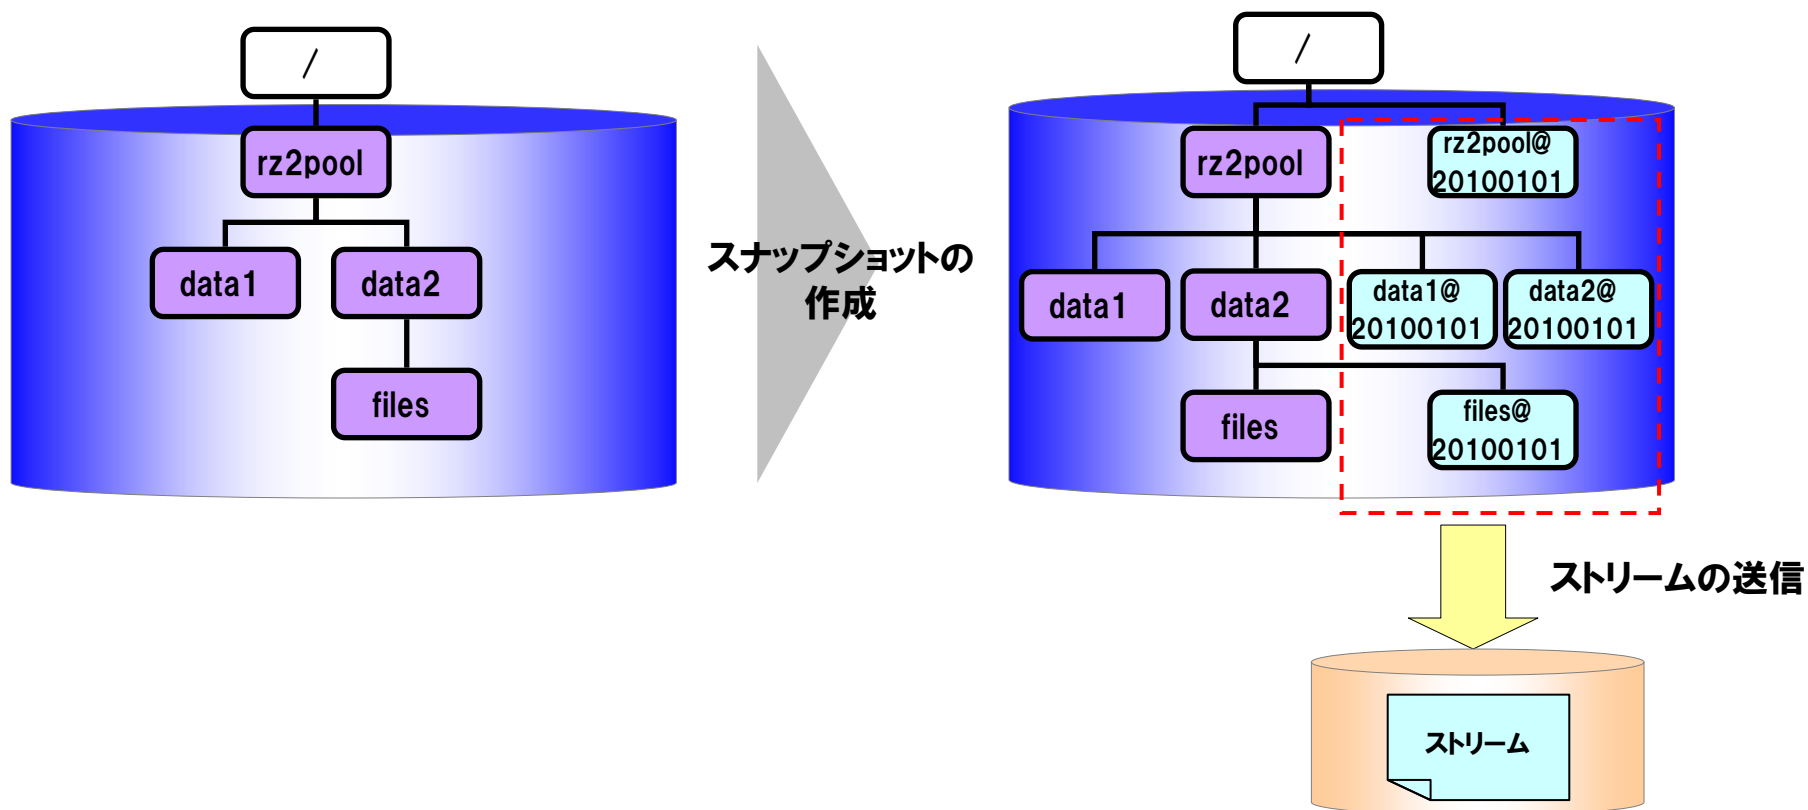 /
rz2pool
data1
data2
files
スナップショットの
作成
/
rz2pool
rz2pool@
20100101
data1
data2
data1@
20100101
data2@
20100101
files
files@
20100101
ストリームの送信
ストリーム